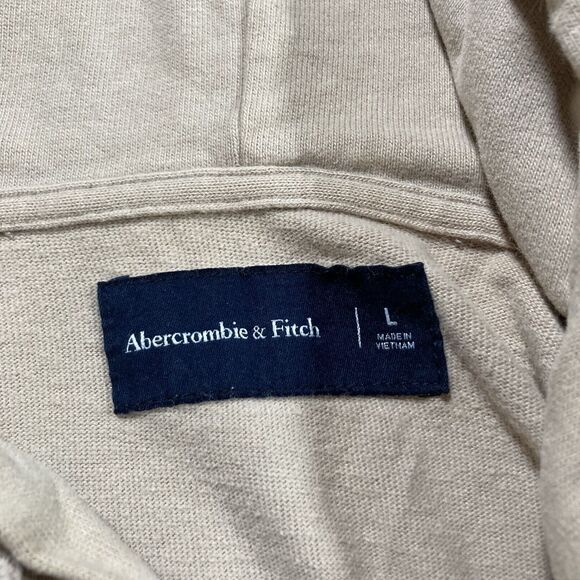 Abercrombie & Fitch
L
MADE IN
VIETNAM